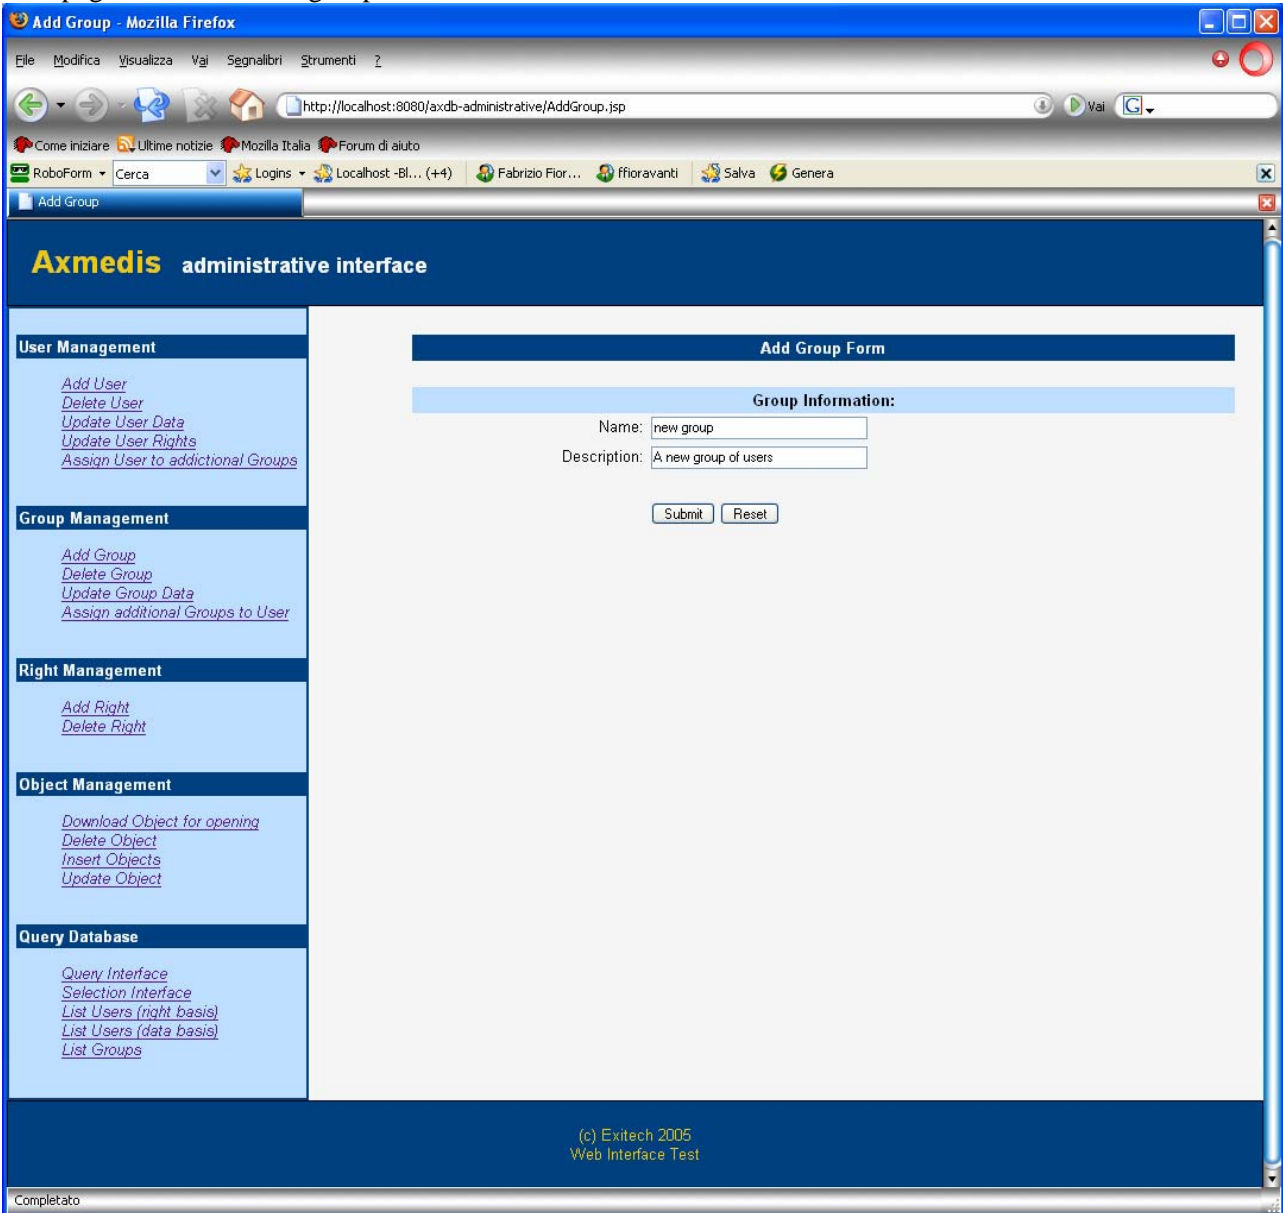 Add Group - Mozilla Firefox
File Modifica Visualizza Vai Segnalibri Strumenti ?
http://localhost:8080/axdb-administrative/AddGroup.jsp Vai G
Come iniziare Ultime notizie Mozilla Italia Forum di aiuto
RoboForm Cerca Logins Localhost -Bl... (+4) Fabrizio Fior... ffioravanti Salva Genera
Add Group
Axmedis administrative interface
User Management
Add User
Delete User
Update User Data
Update User Rights
Assign User to addictional Groups
Group Management
Add Group
Delete Group
Update Group Data
Assign additional Groups to User
Right Management
Add Right
Delete Right
Object Management
Download Object for opening
Delete Object
Insert Objects
Update Object
Query Database
Query Interface
Selection Interface
List Users (right basis)
List Users (data basis)
List Groups
Add Group Form
Group Information:
Name: new group
Description: A new group of users
Submit Reset
(c) Exitech 2005
Web Interface Test
Completato